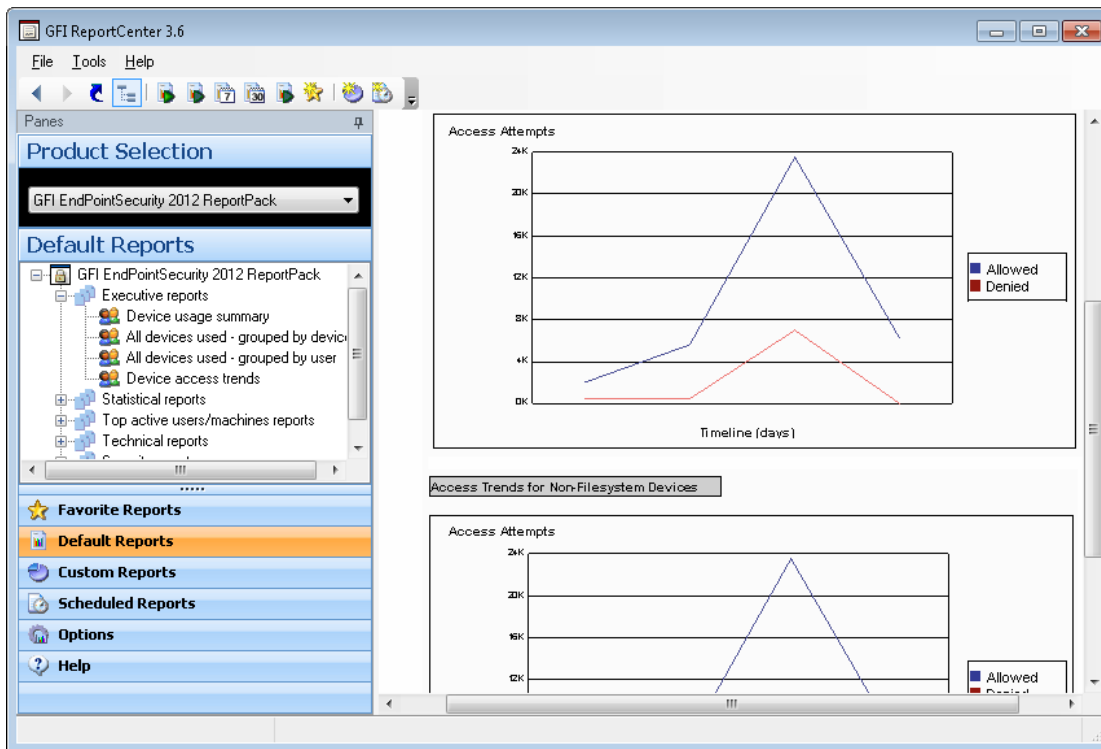 GFI ReportCenter 3.6
File Tools Help
Panes
Product Selection
GFI EndPointSecurity 2012 ReportPack
Default Reports
GFI EndPointSecurity 2012 ReportPack
Executive reports
Device usage summary
All devices used - grouped by device
All devices used - grouped by user
Device access trends
Statistical reports
Top active users/machines reports
Technical reports
Favorite Reports
Default Reports
Custom Reports
Scheduled Reports
Options
Help
7
30
Access Attempts
24K
20K
16K
12K
8K
4K
0K
Timeline (days)
Allowed
Denied
Access Trends for Non-Filesystem Devices
Access Attempts
24K
20K
16K
12K
Allowed